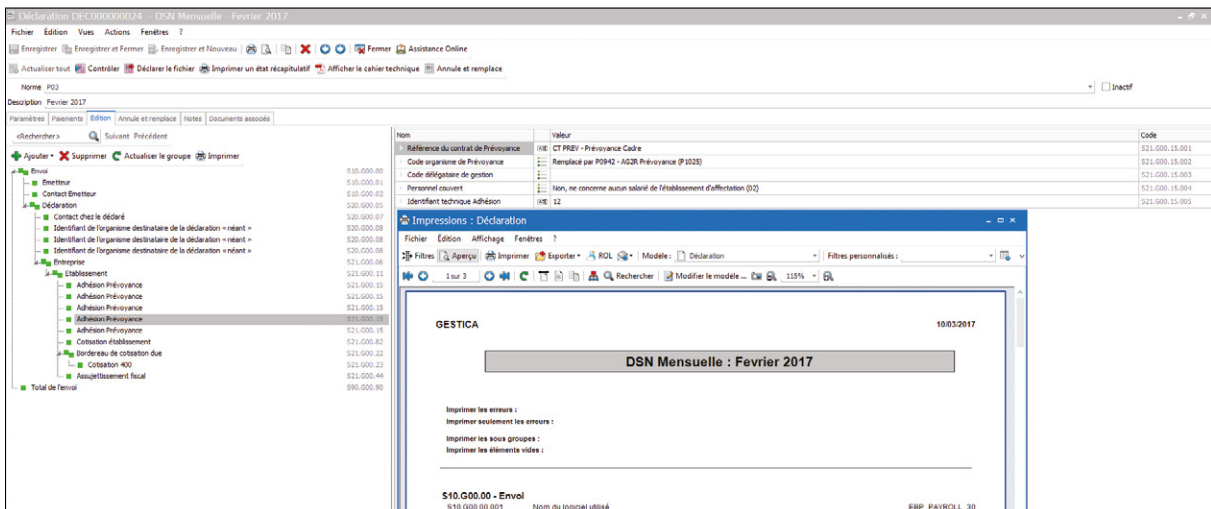 Déclaration DEC000000024 - DSN Mensuelle - Fevrier 2017
Fichier Édition Vues Actions Fenêtres ?
Enregistrer Enregistrer et Fermer Enregistrer et Nouveau Fermer Assistance Online
Actualiser tout Contrôler Déclarer le fichier Imprimer un état récapitulatif Afficher le cahier technique Annule et remplace
Norme P03 Inactif
Description Fevrier 2017
Paramètres Paiements Edition Annule et remplace Notes Documents associés
<Rechercher> Suivant Précédent
Ajouter Supprimer Actualiser le groupe Imprimer
Envoi S10.G00.00
Emetteur S10.G00.01
Contact Emetteur S10.G00.02
Déclaration S20.G00.05
Contact chez le déclaré S20.G00.07
Identifiant de l'organisme destinataire de la déclaration « néant » S20.G00.08
Identifiant de l'organisme destinataire de la déclaration « néant » S20.G00.08
Identifiant de l'organisme destinataire de la déclaration « néant » S20.G00.08
Entreprise S21.G00.06
Etablissement S21.G00.11
Adhésion Prévoyance S21.G00.15
Adhésion Prévoyance S21.G00.15
Adhésion Prévoyance S21.G00.15
Adhésion Prévoyance S21.G00.15
Adhésion Prévoyance S21.G00.15
Cotisation établissement S21.G00.82
Bordereau de cotisation due S21.G00.22
Cotisation 400 S21.G00.23
Assujettissement fiscal S21.G00.44
Total de l'envoi S90.G00.90
Nom Valeur Code
Référence du contrat de Prévoyance CT PREV - Prévoyance Cadre S21.G00.15.001
Code organisme de Prévoyance Remplacé par P0942 - AG2R Prévoyance (P1025) S21.G00.15.002
Code délégataire de gestion S21.G00.15.003
Personnel couvert Non, ne concerne aucun salarié de l'établissement d'affectation (02) S21.G00.15.004
Identifiant technique Adhésion 12 S21.G00.15.005
Impressions : Déclaration
Fichier Édition Affichage Fenêtres ?
Filtres Aperçu Imprimer Exporter ROL Modèle : Déclaration Filtres personnalisés :
1 sur 3 Rechercher Modifier le modèle ... 115%
GESTICA 10/03/2017
DSN Mensuelle : Fevrier 2017
Imprimer les erreurs :
Imprimer seulement les erreurs :
Imprimer les sous groupes :
Imprimer les éléments vides :
S10.G00.00 - Envoi
S10.G00.00.001 Nom du logiciel utilisé ERP_PAYROLL_30